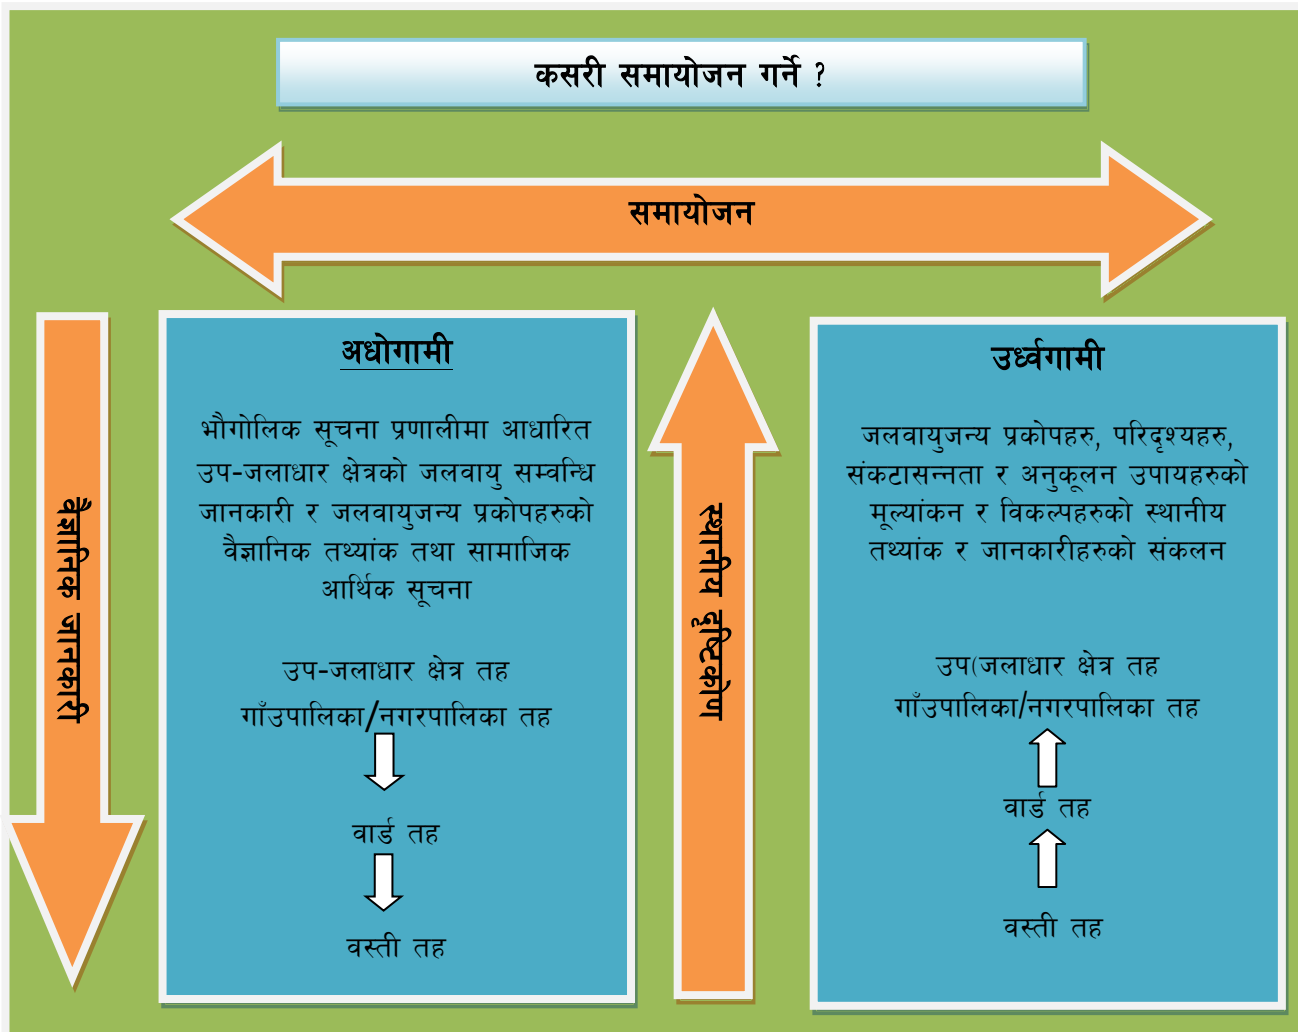 कसरी समायोजन गर्ने ?
समायोजन
वैज्ञानिक जानकारी
अधोगामी
भौगोलिक सूचना प्रणालीमा आधारित
उप-जलाधार क्षेत्रको जलवायु सम्वन्धि
जानकारी र जलवायुजन्य प्रकोपहरुको
वैज्ञानिक तथ्यांक तथा सामाजिक
आर्थिक सूचना
उप-जलाधार क्षेत्र तह
गाँउपालिका/नगरपालिका तह
वार्ड तह
वस्ती तह
स्थानीय दृष्टिकोण
उर्ध्वगामी
जलवायुजन्य प्रकोपहरु, परिदृश्यहरु,
संकटासन्नता र अनुकूलन उपायहरुको
मूल्यांकन र विकल्पहरुको स्थानीय
तथ्यांक र जानकारीहरुको संकलन
उप(जलाधार क्षेत्र तह
गाँउपालिका/नगरपालिका तह
वार्ड तह
वस्ती तह